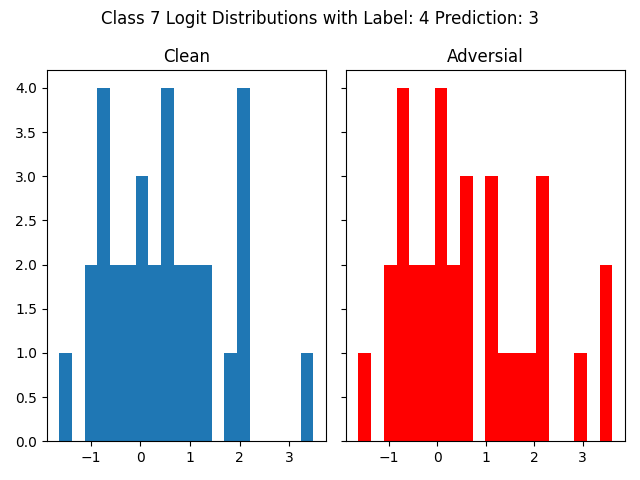 Class 7 Logit Distributions with Label: 4 Prediction: 3
Clean
Adversial
4.0
3.5
3.0
2.5
2.0
1.5
1.0
0.5
0.0
−1 0 1 2 3
−1 0 1 2 3